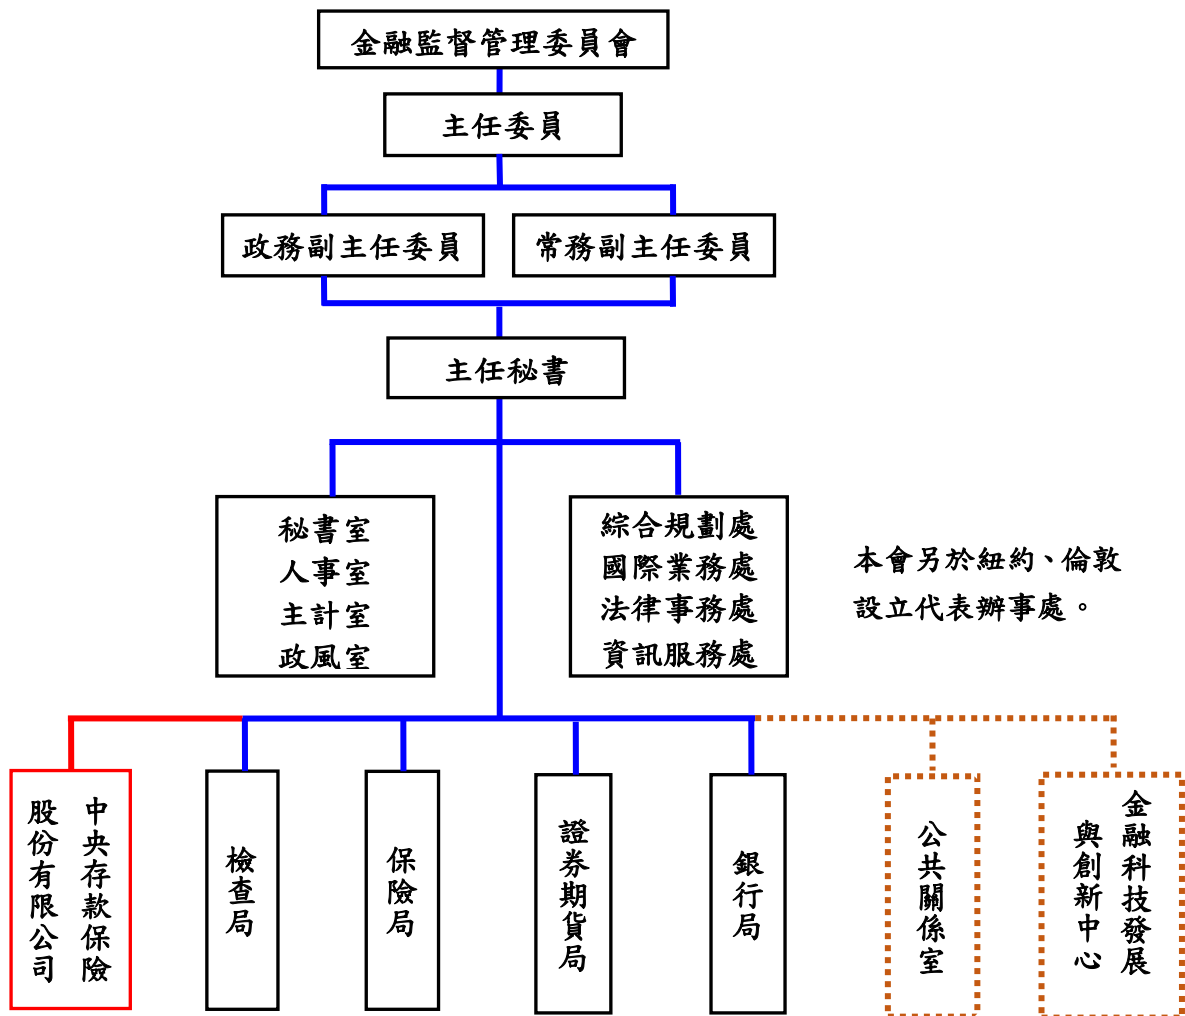 金融監督管理委員會
主任委員
政務副主任委員
常務副主任委員
主任秘書
秘書室
人事室
主計室
政風室
綜合規劃處
國際業務處
法律事務處
資訊服務處
本會另於紐約、倫敦
設立代表辦事處。
中央存款保險
股份有限公司
檢查局
保險局
證券期貨局
銀行局
公共關係室
金融科技發展
與創新中心